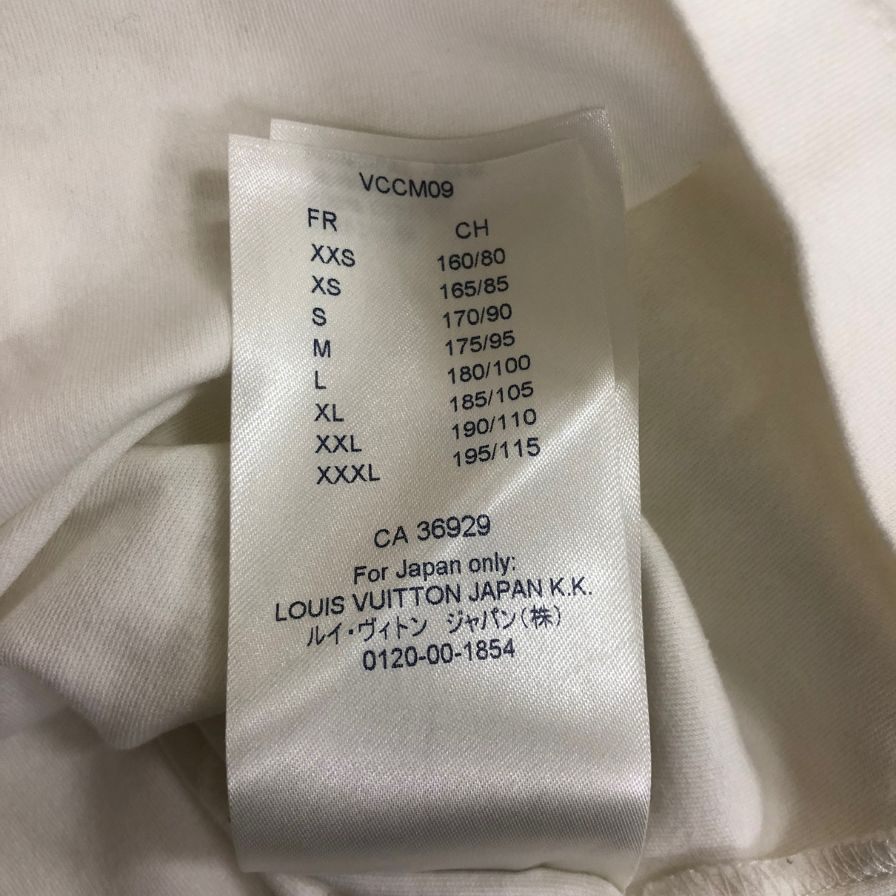 VCCM09
FR CH
XXS 160/80
XS 165/85
S 170/90
M 175/95
L 180/100
XL 185/105
XXL 190/110
XXXL 195/115
CA 36929
For Japan only:
LOUIS VUITTON JAPAN K.K.
ルイ・ヴィトン ジャパン(株)
0120-00-1854